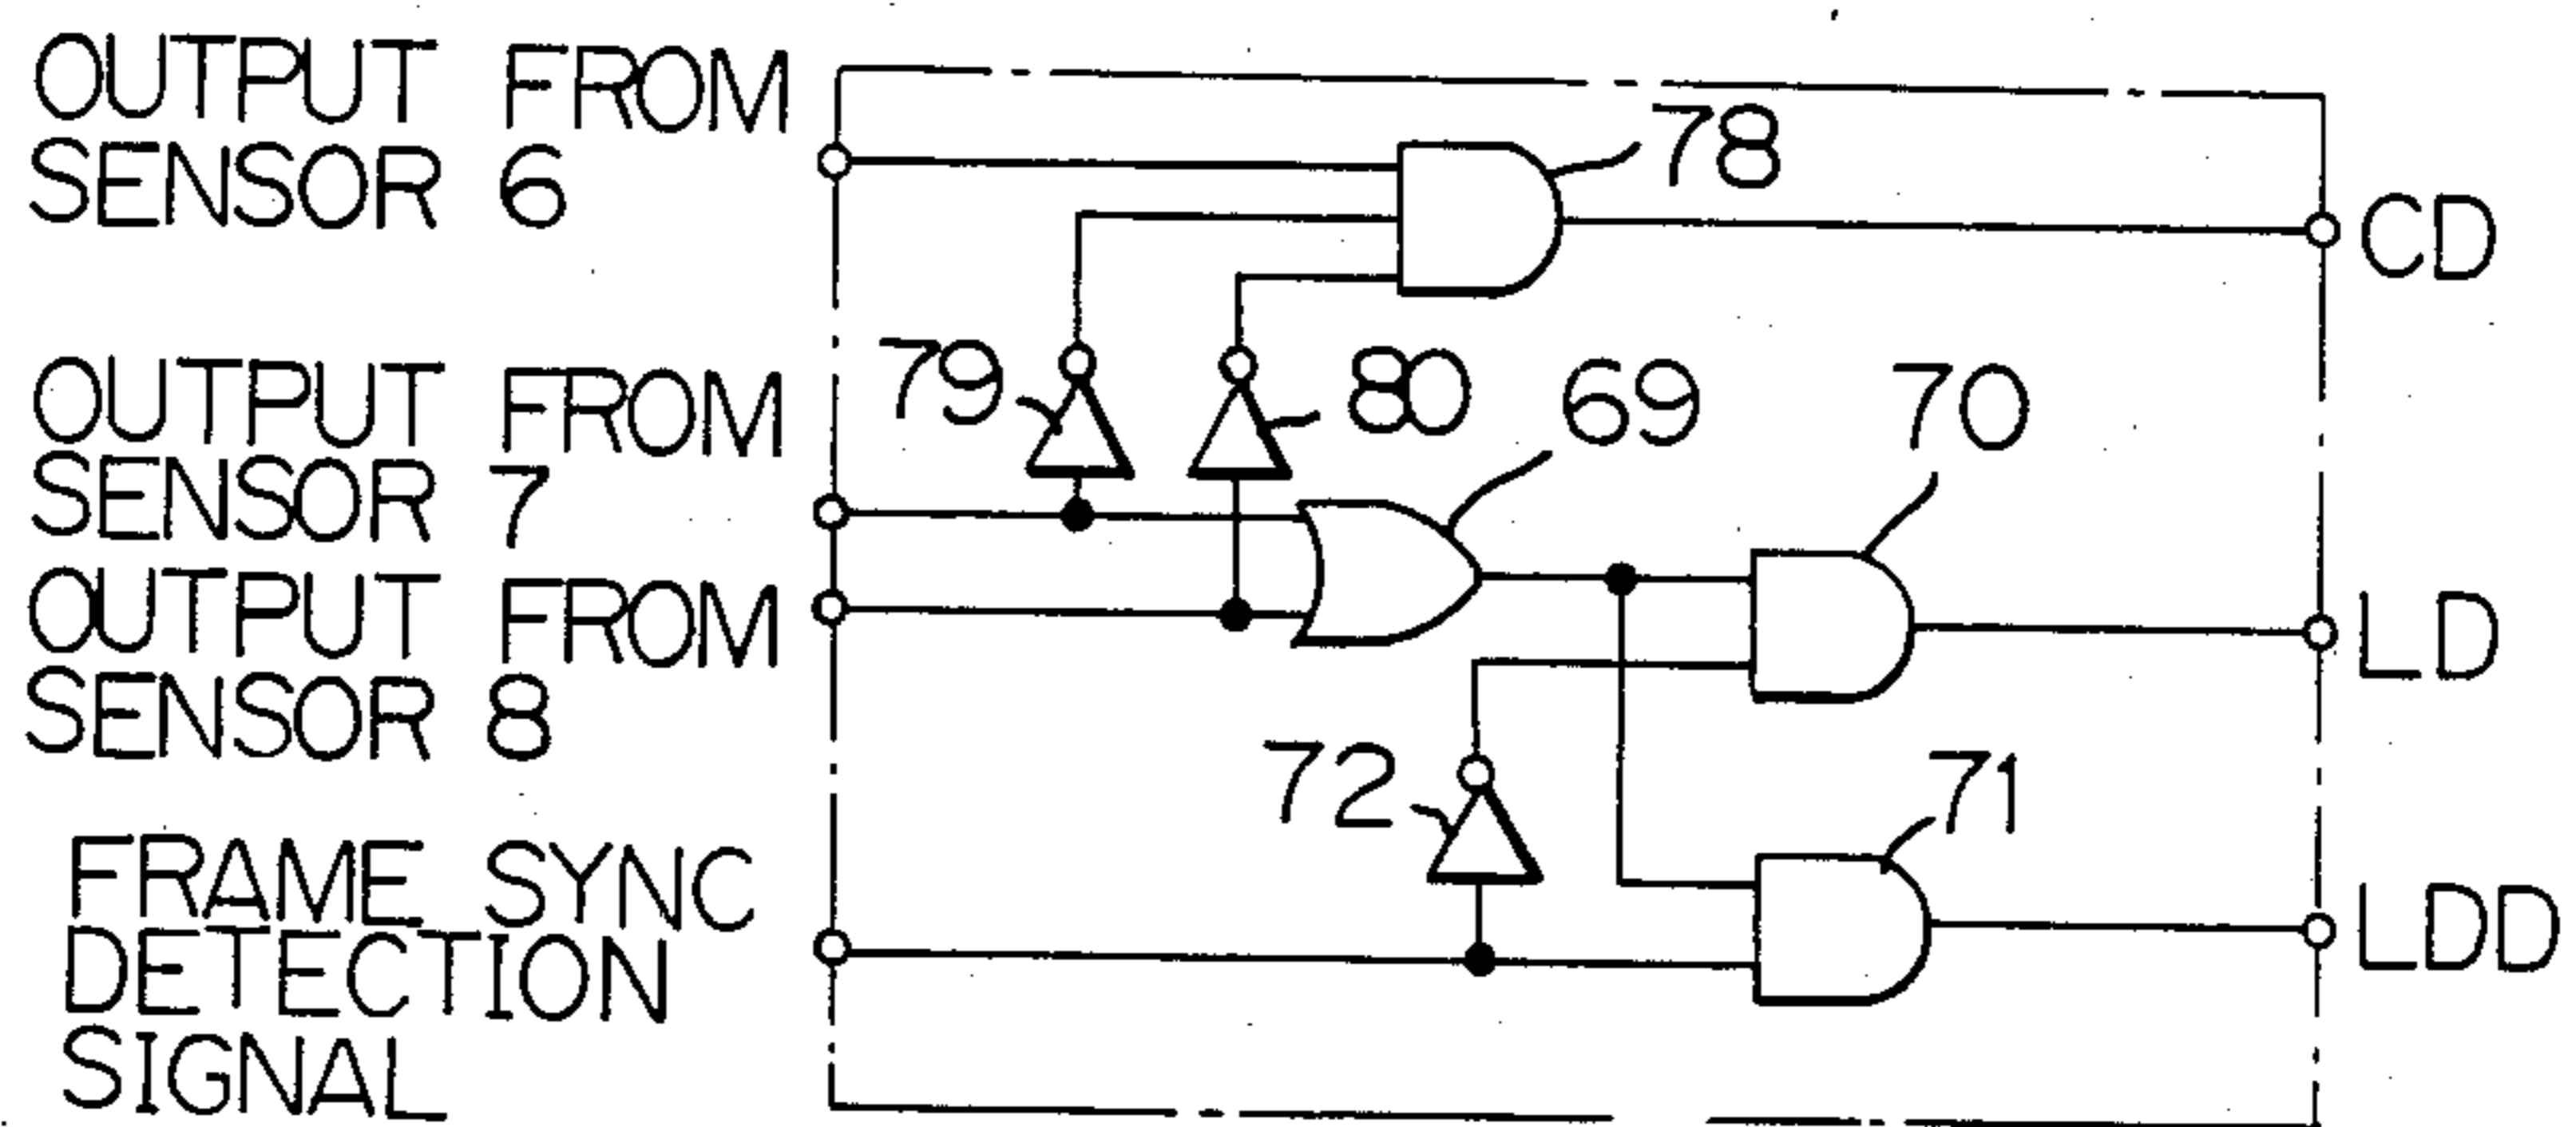 OUTPUT FROM
SENSOR 6
78
CD
OUTPUT FROM
SENSOR 7
79
80
69
70
LD
OUTPUT FROM
SENSOR 8
72
71
FRAME SYNC
DETECTION
SIGNAL
LDD